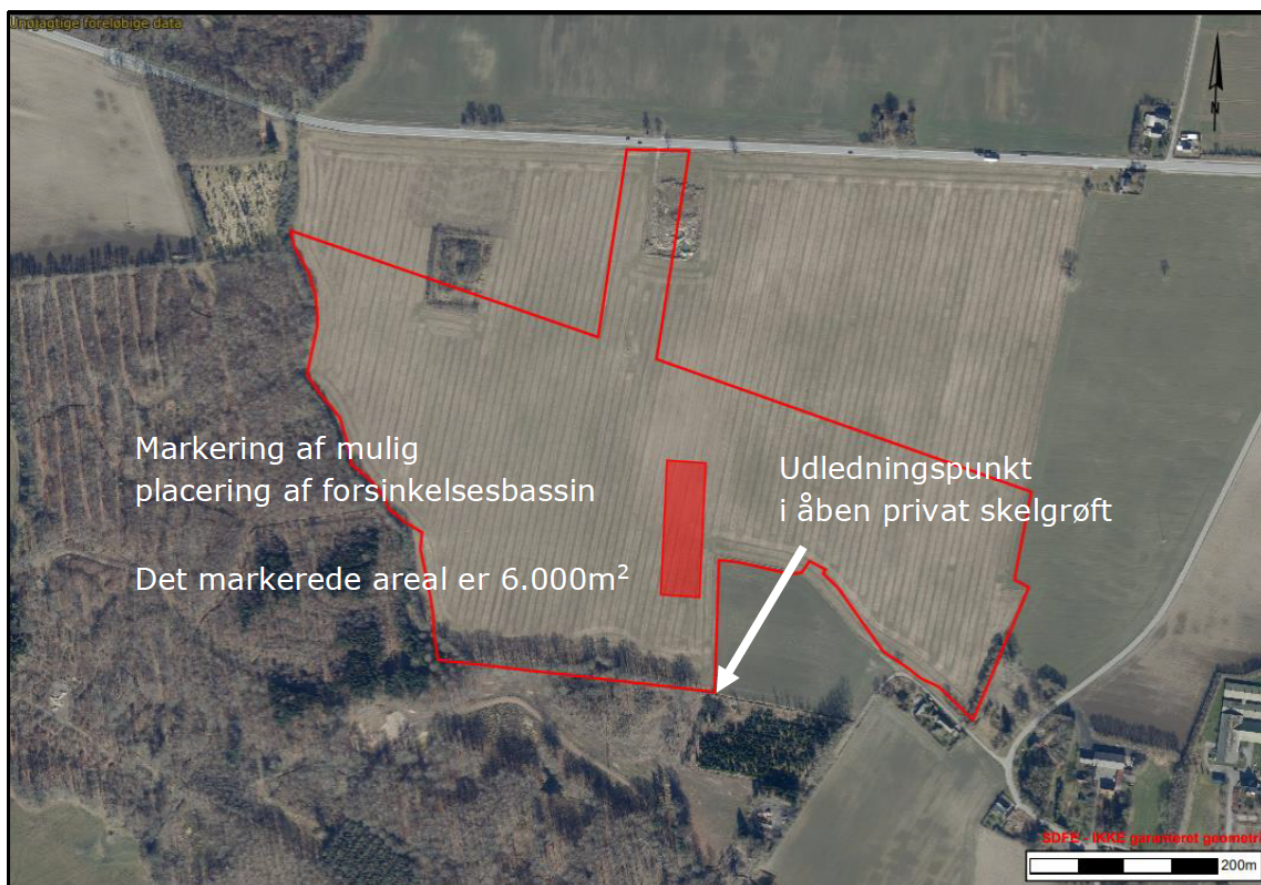 Unøjagtige foreløbige data
N
Markering af mulig
placering af forsinkelsesbassin
Det markerede areal er 6.000m²
Udledningspunkt
i åben privat skelgrøft
SDFE - IKKE garanteret geometri
200m